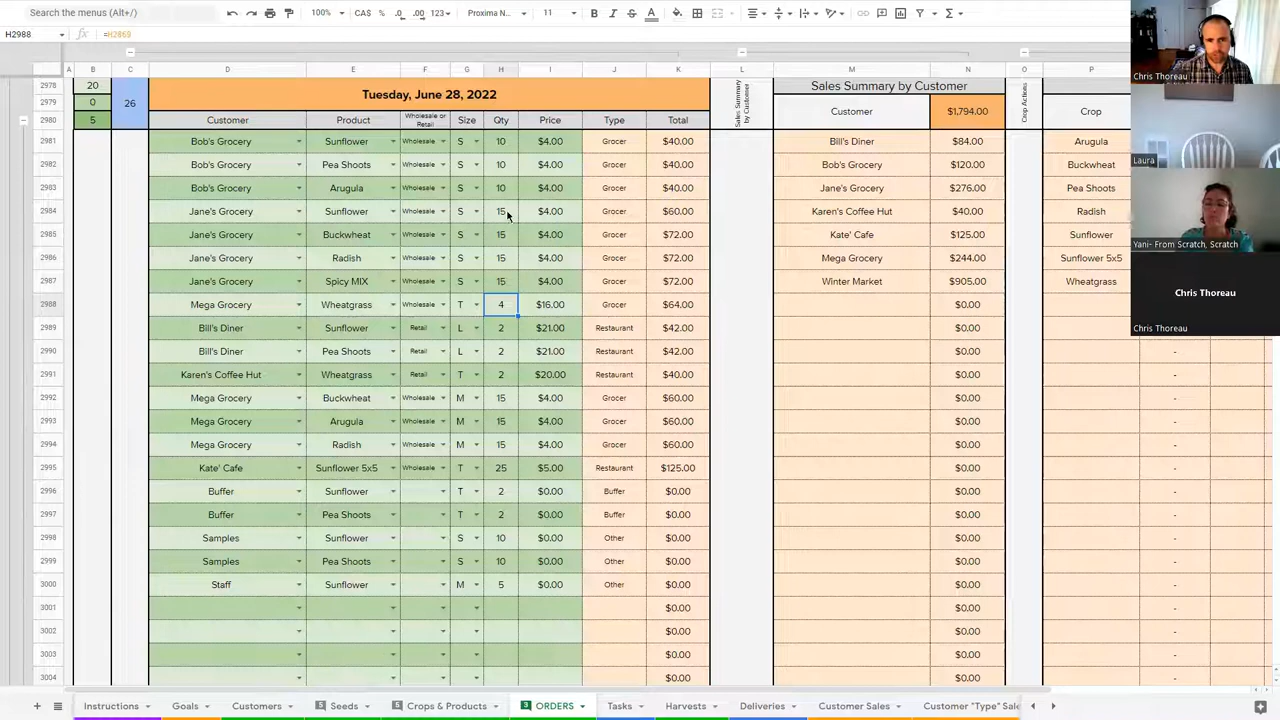 Search the menus (Alt+/)
100%
CA$ % .0 .00 123
Proxima N...
11
B I S A
H2988 fx =H2869
A B C D E F G H I J K L M N O P
2978 20 26 Tuesday, June 28, 2022 Sales Summary by Customer Sales Summary by Customer Crop Actions
2979 0 Customer $1,794.00 Crop
2980 5 Customer Product Wholesale or Retail Size Qty Price Type Total
2981 Bob's Grocery Sunflower Wholesale S 10 $4.00 Grocer $40.00 Bill's Diner $84.00 Arugula
2982 Bob's Grocery Pea Shoots Wholesale S 10 $4.00 Grocer $40.00 Bob's Grocery $120.00 Buckwheat
2983 Bob's Grocery Arugula Wholesale S 10 $4.00 Grocer $40.00 Jane's Grocery $276.00 Pea Shoots
2984 Jane's Grocery Sunflower Wholesale S 15 $4.00 Grocer $60.00 Karen's Coffee Hut $40.00 Radish
2985 Jane's Grocery Buckwheat Wholesale S 15 $4.00 Grocer $72.00 Kate' Cafe $125.00 Sunflower
2986 Jane's Grocery Radish Wholesale S 15 $4.00 Grocer $72.00 Mega Grocery $244.00 Sunflower 5x5
2987 Jane's Grocery Spicy MIX Wholesale S 15 $4.00 Grocer $72.00 Winter Market $905.00 Wheatgrass
2988 Mega Grocery Wheatgrass Wholesale T 4 $16.00 Grocer $64.00 $0.00
2989 Bill's Diner Sunflower Retail L 2 $21.00 Restaurant $42.00 $0.00 -
2990 Bill's Diner Pea Shoots Retail L 2 $21.00 Restaurant $42.00 $0.00 -
2991 Karen's Coffee Hut Wheatgrass Retail T 2 $20.00 Restaurant $40.00 $0.00 -
2992 Mega Grocery Buckwheat Wholesale M 15 $4.00 Grocer $60.00 $0.00 -
2993 Mega Grocery Arugula Wholesale M 15 $4.00 Grocer $60.00 $0.00 -
2994 Mega Grocery Radish Wholesale M 15 $4.00 Grocer $60.00 $0.00 -
2995 Kate' Cafe Sunflower 5x5 Wholesale T 25 $5.00 Restaurant $125.00 $0.00 -
2996 Buffer Sunflower T 2 $0.00 Buffer $0.00 $0.00 -
2997 Buffer Pea Shoots T 2 $0.00 Buffer $0.00 $0.00 -
2998 Samples Sunflower S 10 $0.00 Other $0.00 $0.00 -
2999 Samples Pea Shoots S 10 $0.00 Other $0.00 $0.00 -
3000 Staff Sunflower M 5 $0.00 Other $0.00 $0.00 -
3001 $0.00 $0.00 -
3002 $0.00 $0.00 -
3003 $0.00 $0.00 -
3004 $0.00 $0.00 -
Instructions Goals Customers 5 Seeds 5 Crops & Products 3 ORDERS Tasks Harvests Deliveries Customer Sales Customer "Type" Sale
Chris Thoreau
Laura
Yani- From Scratch, Scratch
Chris Thoreau
Chris Thoreau